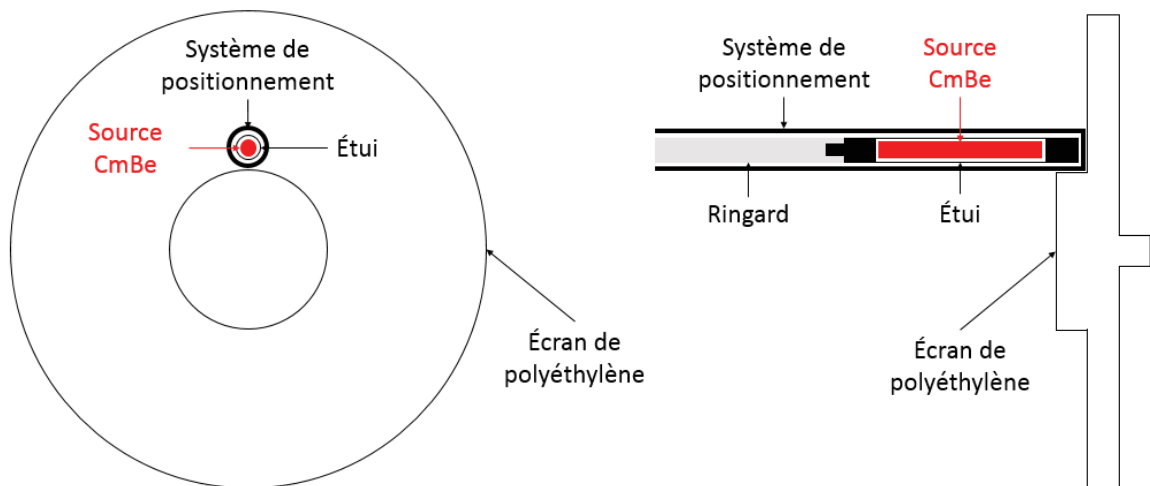 Système de
positionnement
Source
CmBe
Étui
Écran de
polyéthylène
Système de
positionnement
Source
CmBe
Ringard
Étui
Écran de
polyéthylène